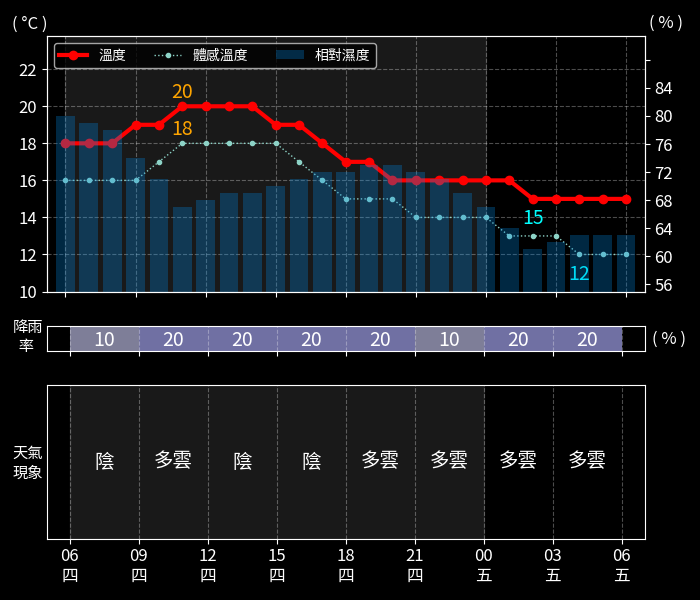 ( °C )
( % )
溫度
體感溫度
相對濕度
22
20
18
16
14
12
10
84
80
76
72
68
64
60
56
20
18
15
12
降雨
率
10 20 20 20 20 10 20 20
( % )
天氣
現象
陰 多雲 陰 陰 多雲 多雲 多雲 多雲
06 09 12 15 18 21 00 03 06
四 四 四 四 四 四 五 五 五